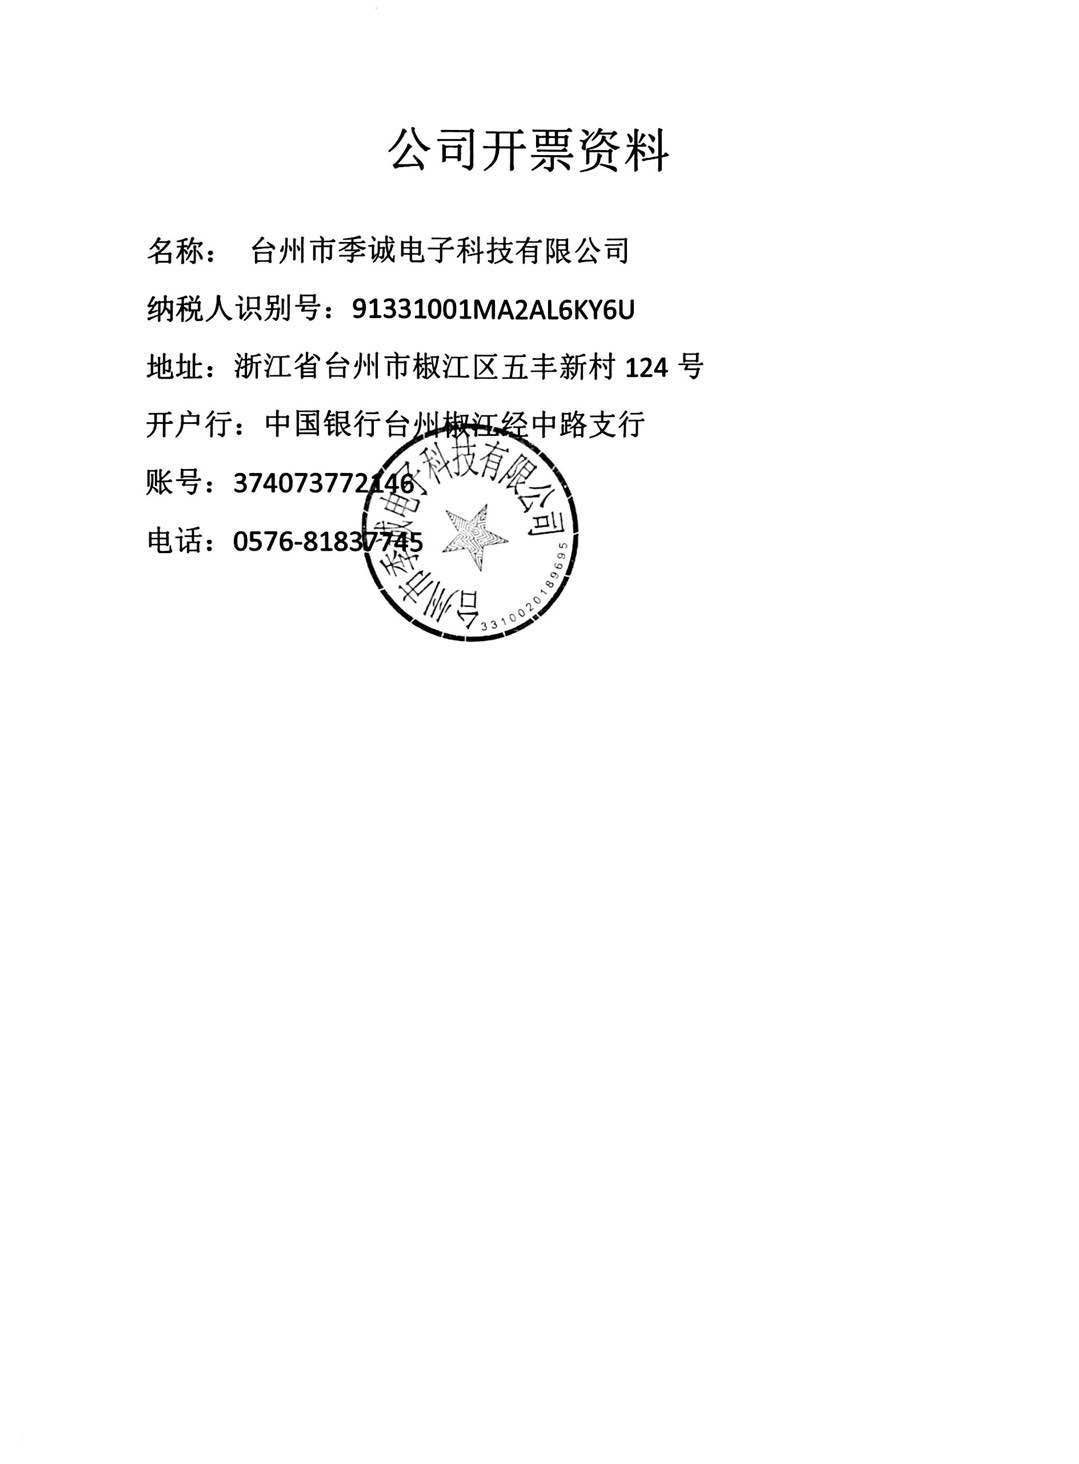 公司开票资料
名称： 台州市季诚电子科技有限公司
纳税人识别号：91331001MA2AL6KY6U
地址：浙江省台州市椒江区五丰新村 124 号
开户行：中国银行台州椒江经中路支行
账号：374073772146
电话：0576-81837745
台州市季诚电子科技有限公司
3310020189695